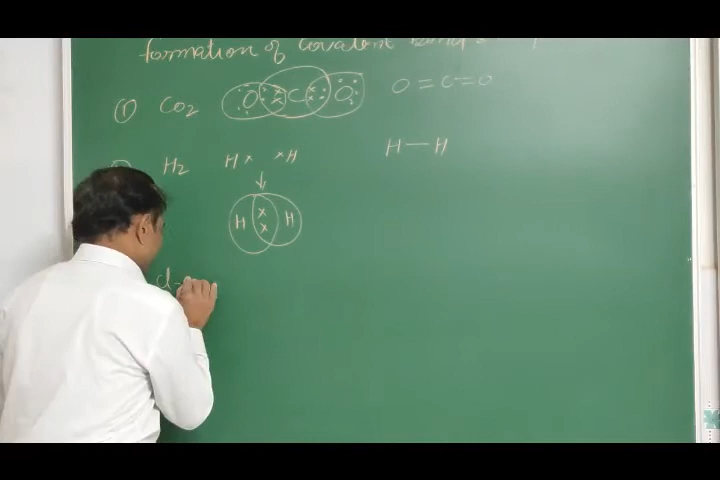 formation of covalent Bond
① CO2 O C O O=C=O
H2 H× ×H H—H
↓
H × × H